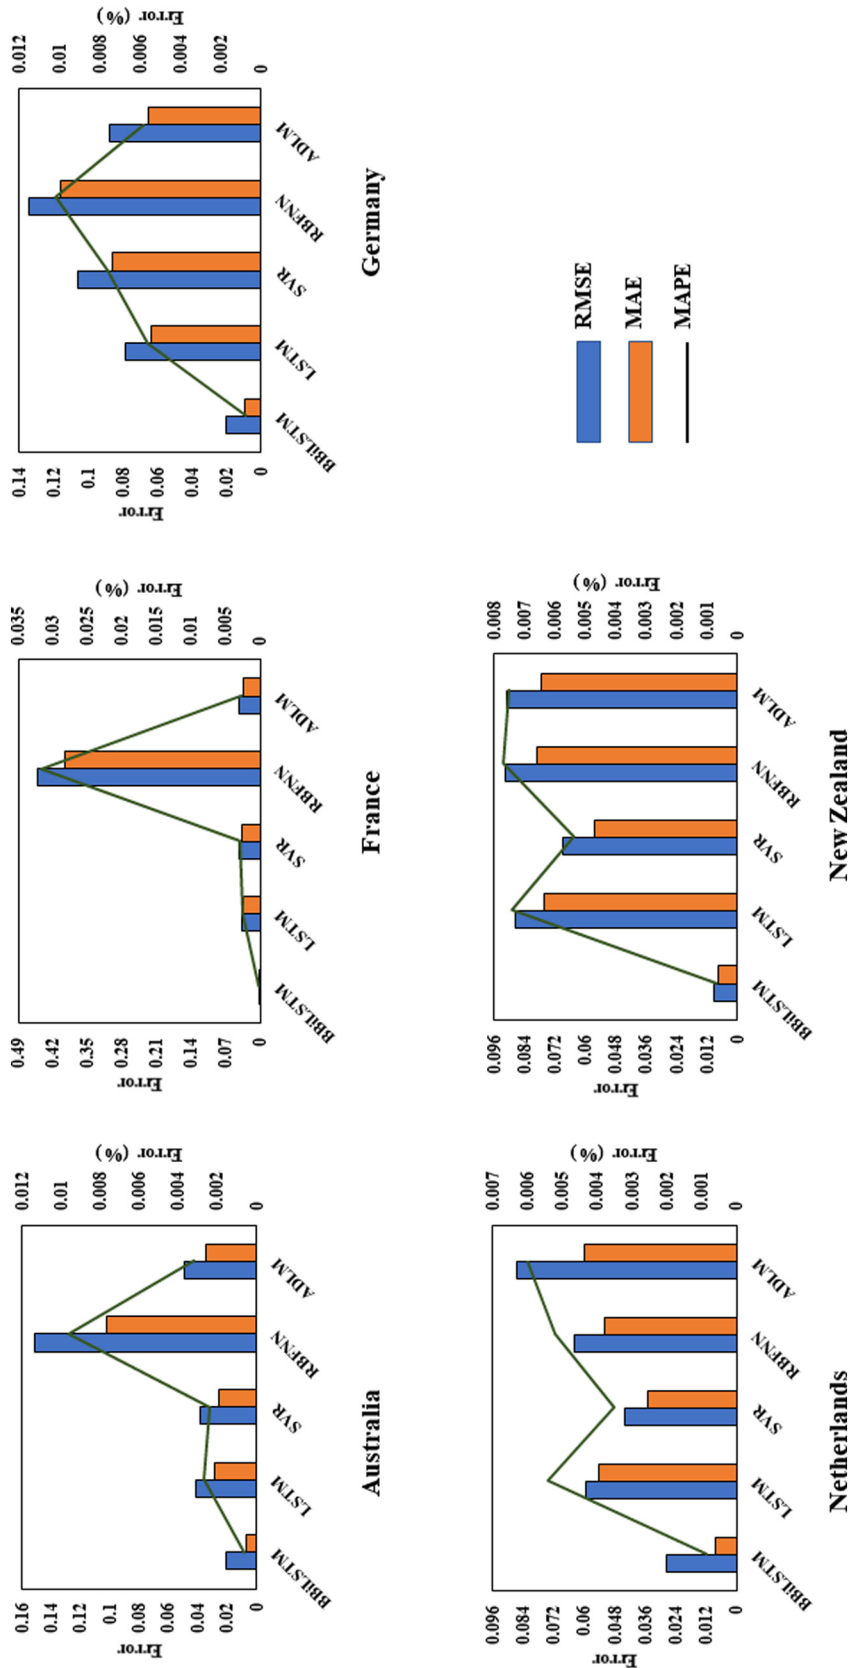 Error
0.16
0.14
0.12
0.1
0.08
0.06
0.04
0.02
0
BBiLSTM
LSTM
SVR
RBFNN
ADLM
0.012
0.01
0.008
0.006
0.004
0.002
0
Error (%)
Australia
Error
0.49
0.42
0.35
0.28
0.21
0.14
0.07
0
BBiLSTM
LSTM
SVR
RBFNN
ADLM
0.035
0.03
0.025
0.02
0.015
0.01
0.005
0
Error (%)
France
Error
0.14
0.12
0.1
0.08
0.06
0.04
0.02
0
BBiLSTM
LSTM
SVR
RBFNN
ADLM
0.012
0.01
0.008
0.006
0.004
0.002
0
Error (%)
Germany
Error
0.096
0.084
0.072
0.06
0.048
0.036
0.024
0.012
0
BBiLSTM
LSTM
SVR
RBFNN
ADLM
0.007
0.006
0.005
0.004
0.003
0.002
0.001
0
Error (%)
Netherlands
Error
0.096
0.084
0.072
0.06
0.048
0.036
0.024
0.012
0
BBiLSTM
LSTM
SVR
RBFNN
ADLM
0.008
0.007
0.006
0.005
0.004
0.003
0.002
0.001
0
Error (%)
New Zealand
RMSE
MAE
MAPE